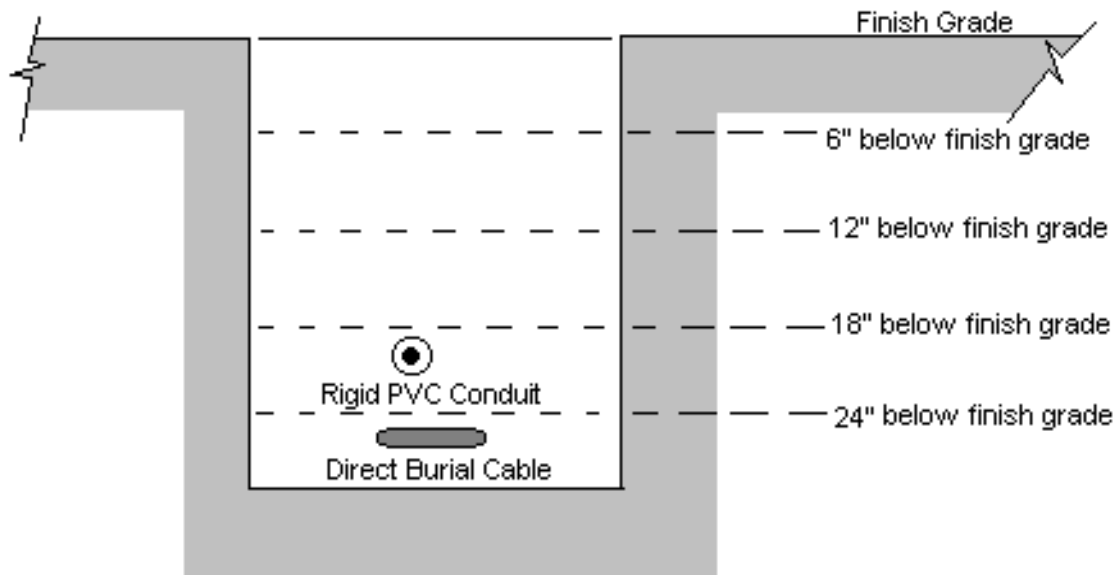 Finish Grade
6" below finish grade
12" below finish grade
18" below finish grade
Rigid PVC Conduit
24" below finish grade
Direct Burial Cable